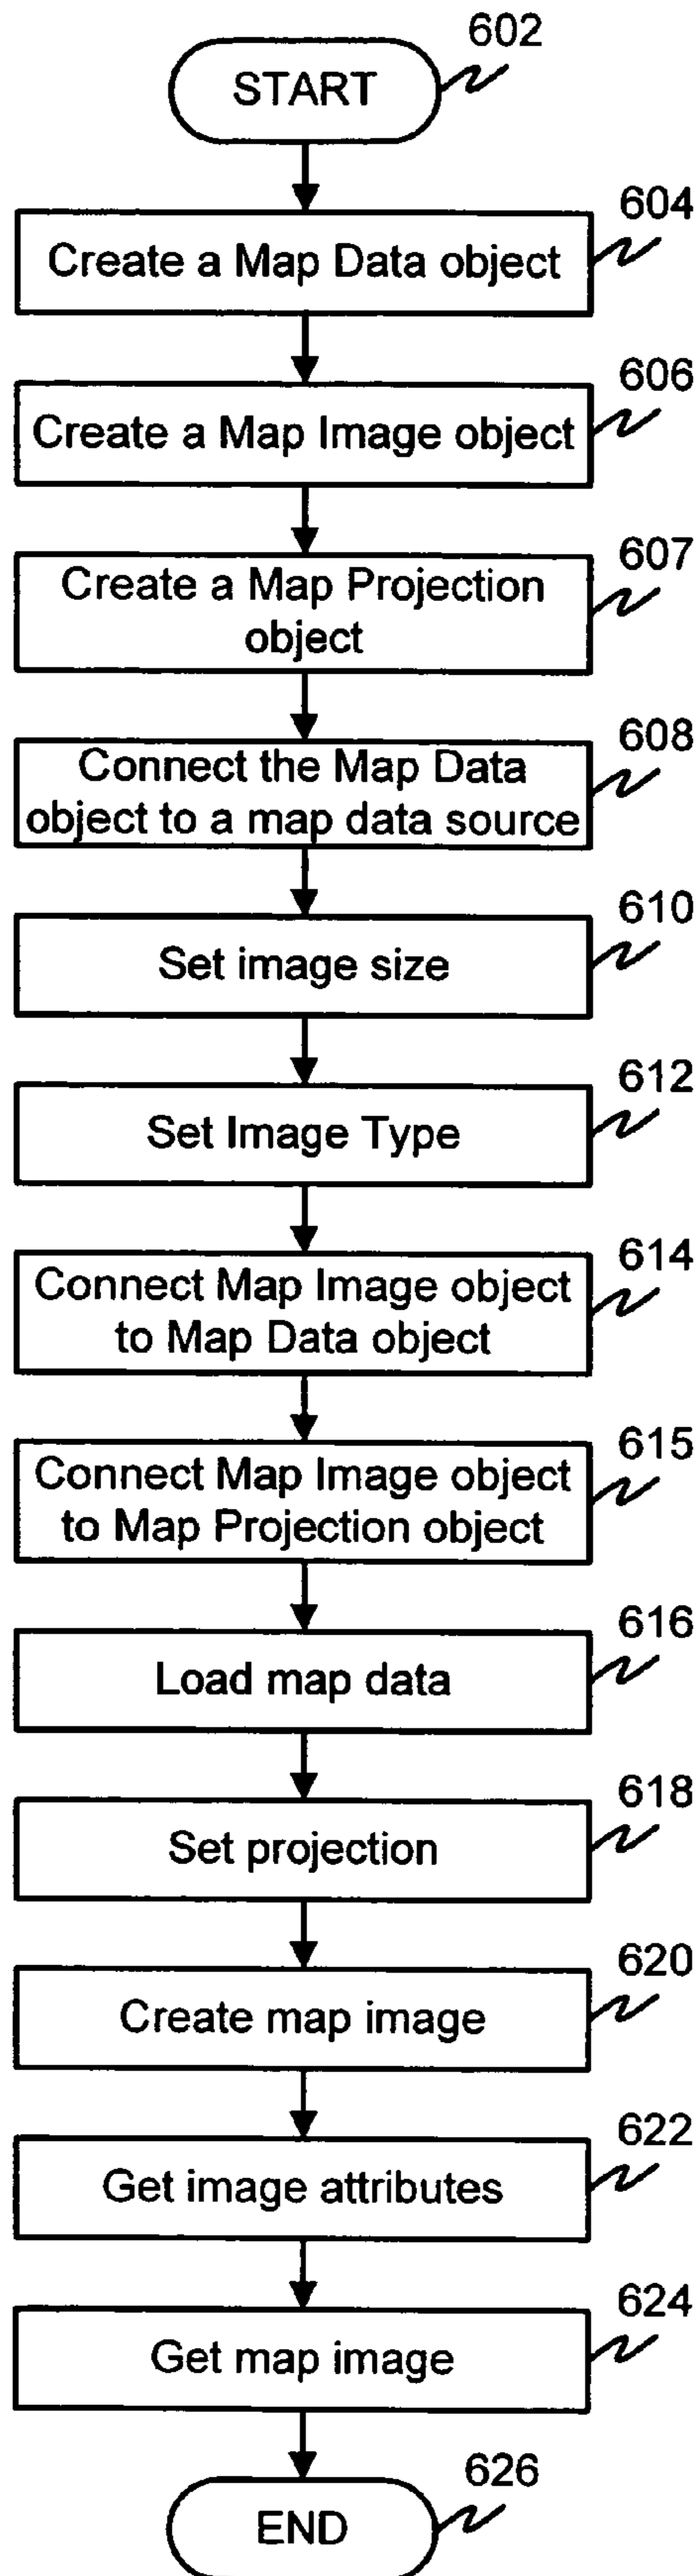 602
START
604
Create a Map Data object
606
Create a Map Image object
607
Create a Map Projection
object
608
Connect the Map Data
object to a map data source
610
Set image size
612
Set Image Type
614
Connect Map Image object
to Map Data object
615
Connect Map Image object
to Map Projection object
616
Load map data
618
Set projection
620
Create map image
622
Get image attributes
624
Get map image
626
END